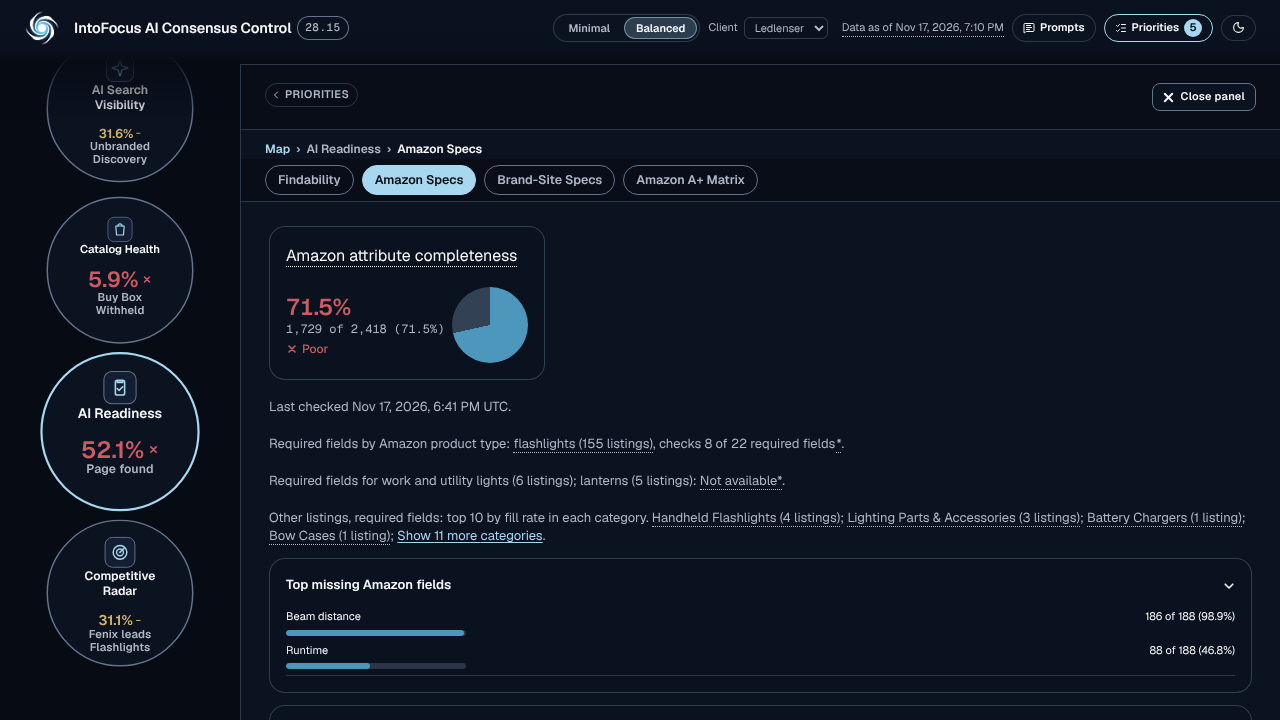 IntoFocus AI Consensus Control 28.15
Minimal Balanced Client Ledlenser Data as of Nov 17, 2026, 7:10 PM Prompts Priorities 5
AI Search
Visibility
31.6% –
Unbranded
Discovery
Catalog Health
5.9% ×
Buy Box
Withheld
AI Readiness
52.1% ×
Page found
Competitive
Radar
31.1% –
Fenix leads
Flashlights
‹ PRIORITIES
× Close panel
Map › AI Readiness › Amazon Specs
Findability Amazon Specs Brand-Site Specs Amazon A+ Matrix
Amazon attribute completeness
71.5%
1,729 of 2,418 (71.5%)
× Poor
Last checked Nov 17, 2026, 6:41 PM UTC.
Required fields by Amazon product type: flashlights (155 listings), checks 8 of 22 required fields*.
Required fields for work and utility lights (6 listings); lanterns (5 listings): Not available*.
Other listings, required fields: top 10 by fill rate in each category. Handheld Flashlights (4 listings); Lighting Parts & Accessories (3 listings); Battery Chargers (1 listing);
Bow Cases (1 listing); Show 11 more categories.
Top missing Amazon fields
Beam distance 186 of 188 (98.9%)
Runtime 88 of 188 (46.8%)